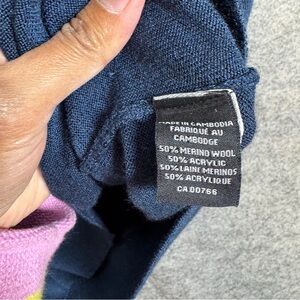 MADE IN CAMBODIA
FABRIQUÉ AU
CAMBODGE
50% MERINO WOOL
50% ACRYLIC
50% LAINE MERINOS
50% ACRYLIQUE
CA 00766